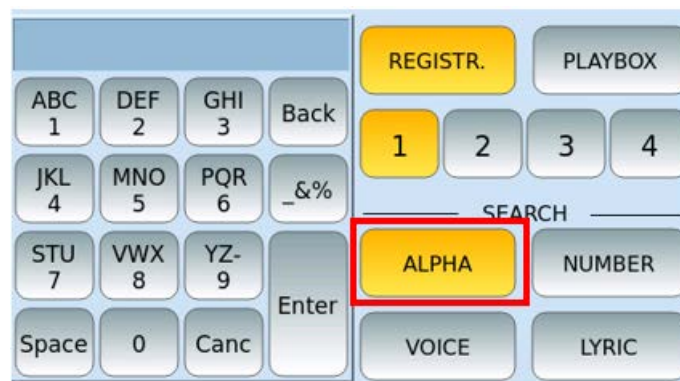 ABC DEF GHI Back
1 2 3
JKL MNO PQR _&%
4 5 6
STU VWX YZ-
7 8 9
Enter
Space 0 Canc
REGISTR. PLAYBOX
1 2 3 4
SEARCH
ALPHA NUMBER
VOICE LYRIC